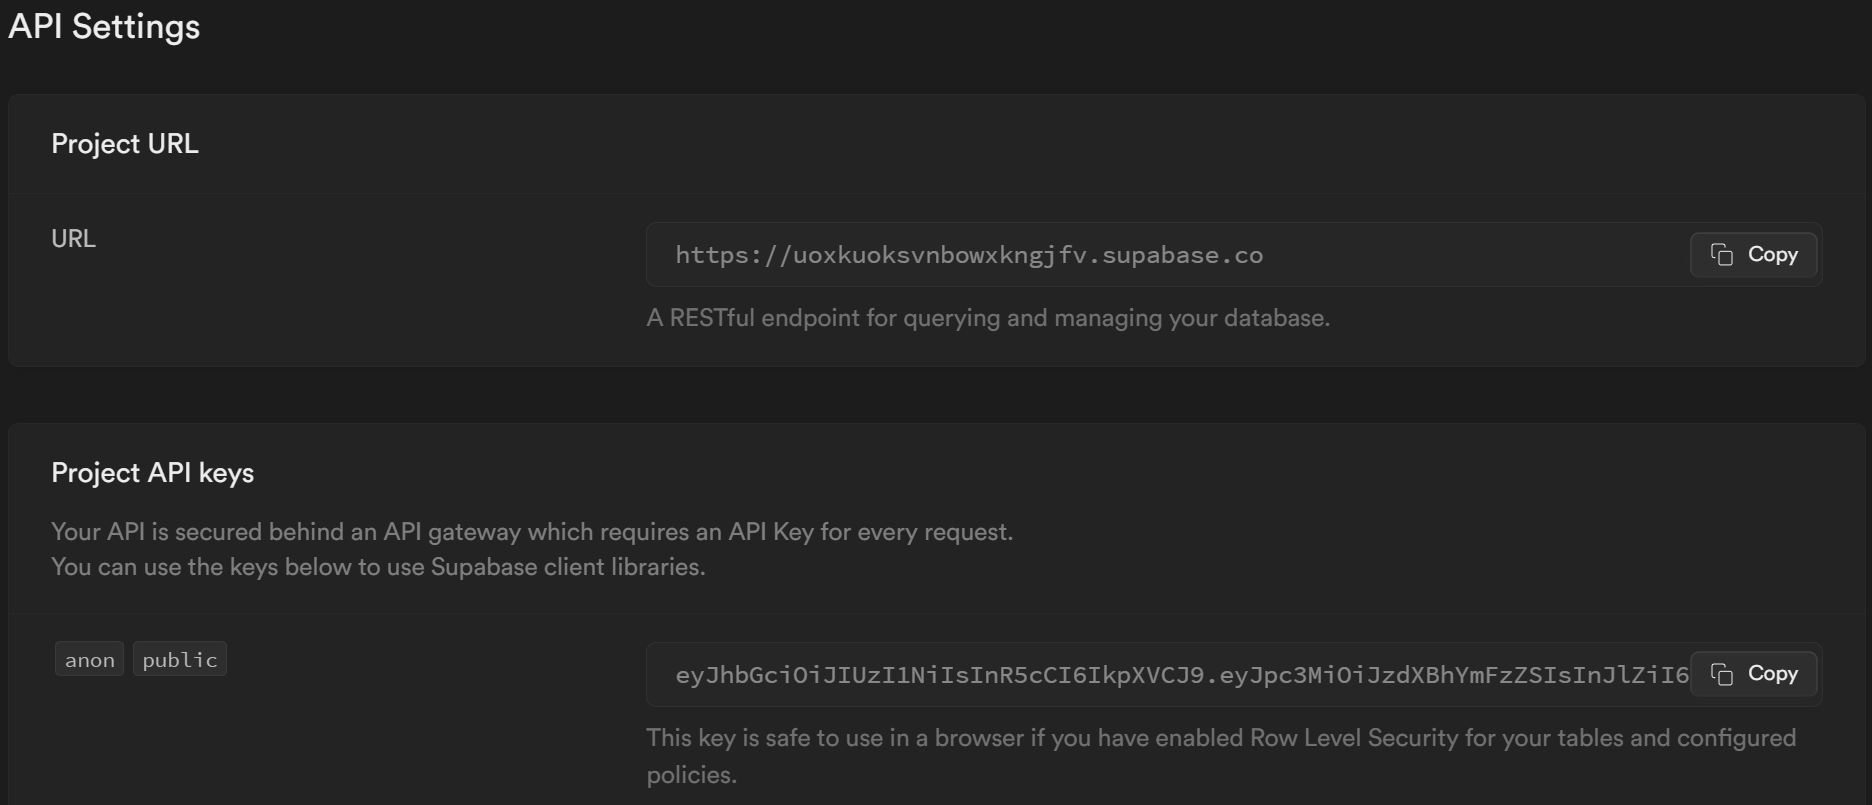 API Settings
Project URL
URL
https://uoxkuoksvnbowxkngjfv.supabase.co
Copy
A RESTful endpoint for querying and managing your database.
Project API keys
Your API is secured behind an API gateway which requires an API Key for every request.
You can use the keys below to use Supabase client libraries.
anon public
eyJhbGciOiJIUzI1NiIsInR5cCI6IkpXVCJ9.eyJpc3MiOiJzdXBhYmFzZSIsInJlZiI6
Copy
This key is safe to use in a browser if you have enabled Row Level Security for your tables and configured
policies.